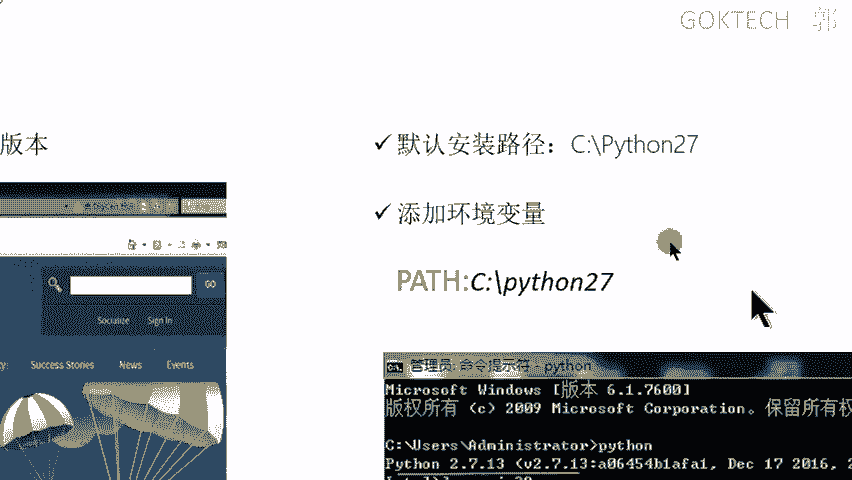 GOKTECH 郭
版本
✓ 默认安装路径：C:\Python27
✓ 添加环境变量
PATH:C:\python27
GO
Socialize Sign In
Success Stories News Events
管理员: 命令提示符 - python
Microsoft Windows [版本 6.1.7600]
版权所有 (c) 2009 Microsoft Corporation。保留所有权
C:\Users\Administrator>python
Python 2.7.13 (v2.7.13:a06454b1afa1, Dec 17 2016, 2